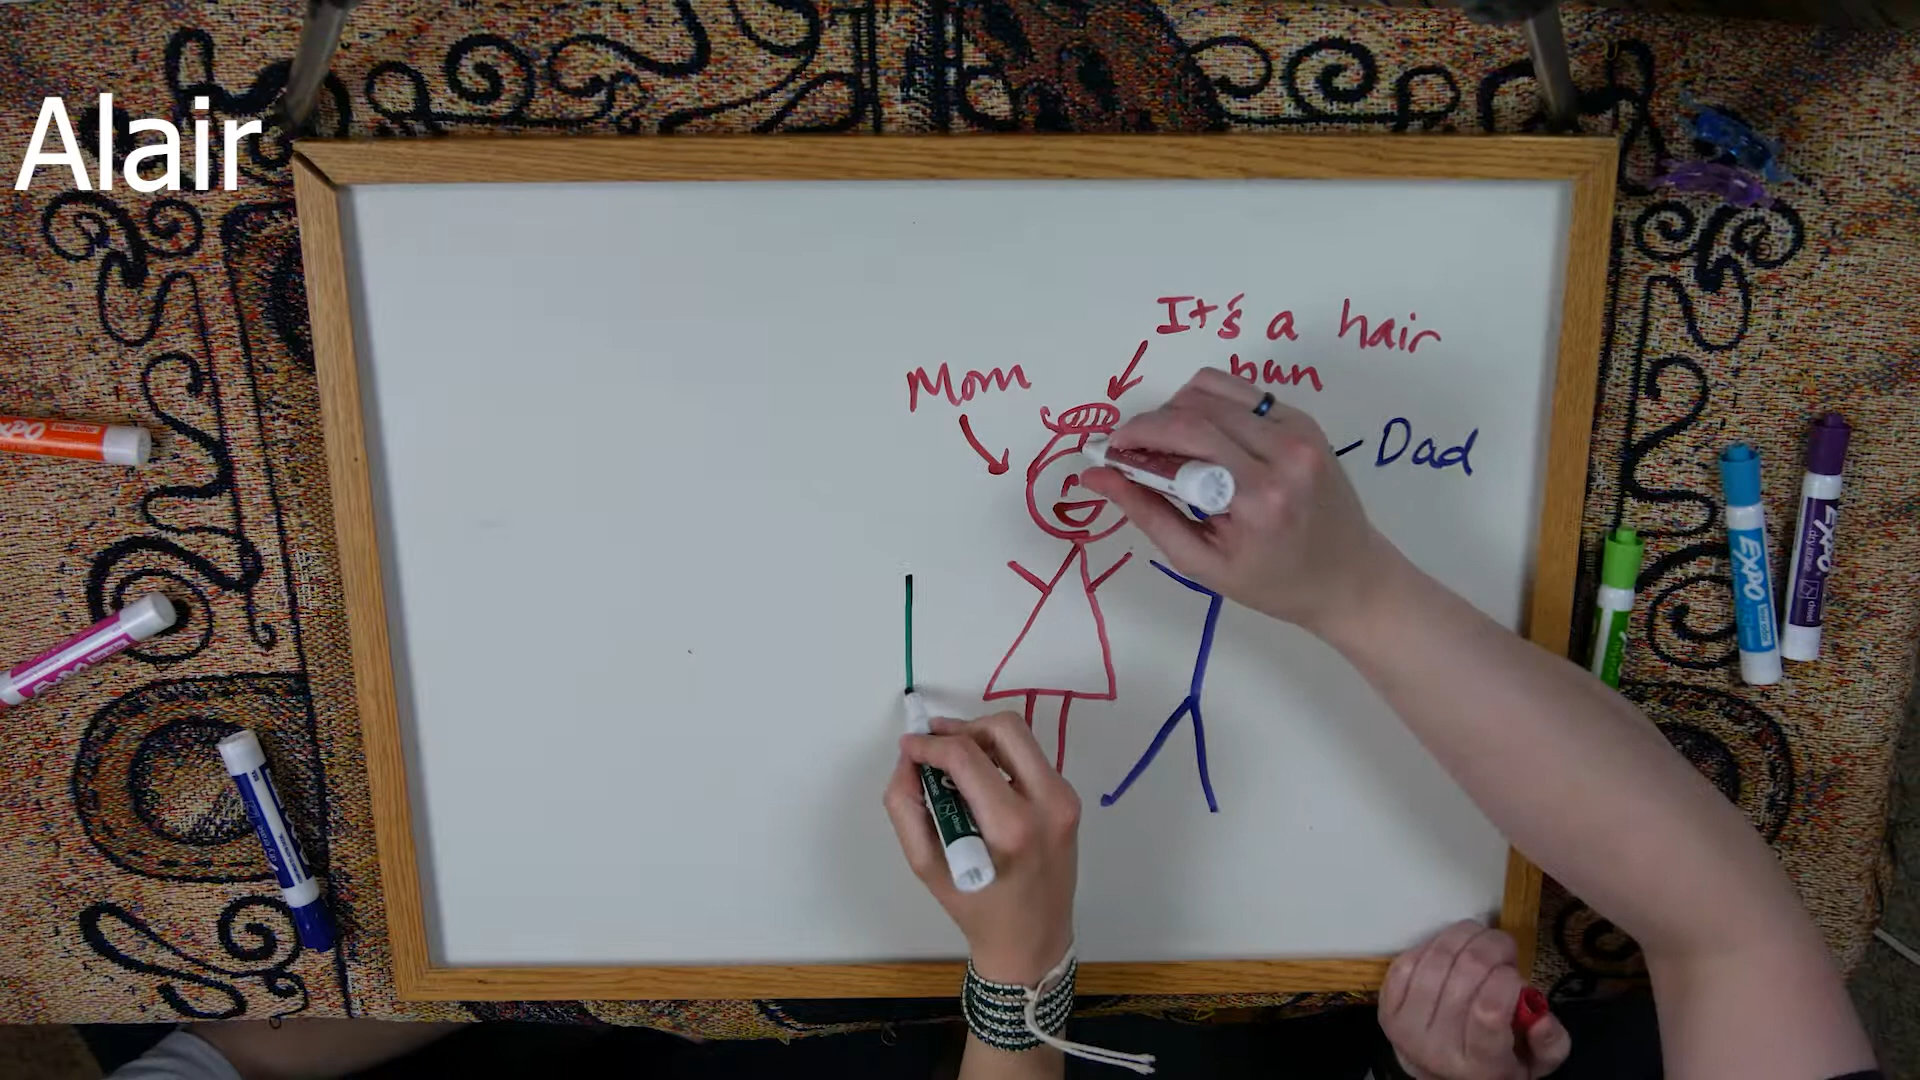 Alair
It's a hair
bun
Mom
Dad
EXPO
EXPO
EXPO